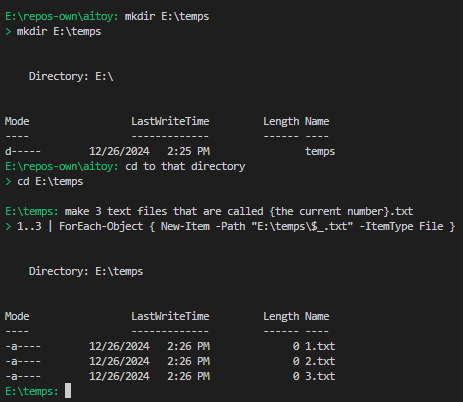 E:\repos-own\aitoy: mkdir E:\temps
> mkdir E:\temps
Directory: E:\
Mode LastWriteTime Length Name
---- ------------- ------ ----
d----- 12/26/2024 2:25 PM temps
E:\repos-own\aitoy: cd to that directory
> cd E:\temps
E:\temps: make 3 text files that are called {the current number}.txt
> 1..3 | ForEach-Object { New-Item -Path "E:\temps\$_.txt" -ItemType File }
Directory: E:\temps
Mode LastWriteTime Length Name
---- ------------- ------ ----
-a---- 12/26/2024 2:26 PM 0 1.txt
-a---- 12/26/2024 2:26 PM 0 2.txt
-a---- 12/26/2024 2:26 PM 0 3.txt
E:\temps: